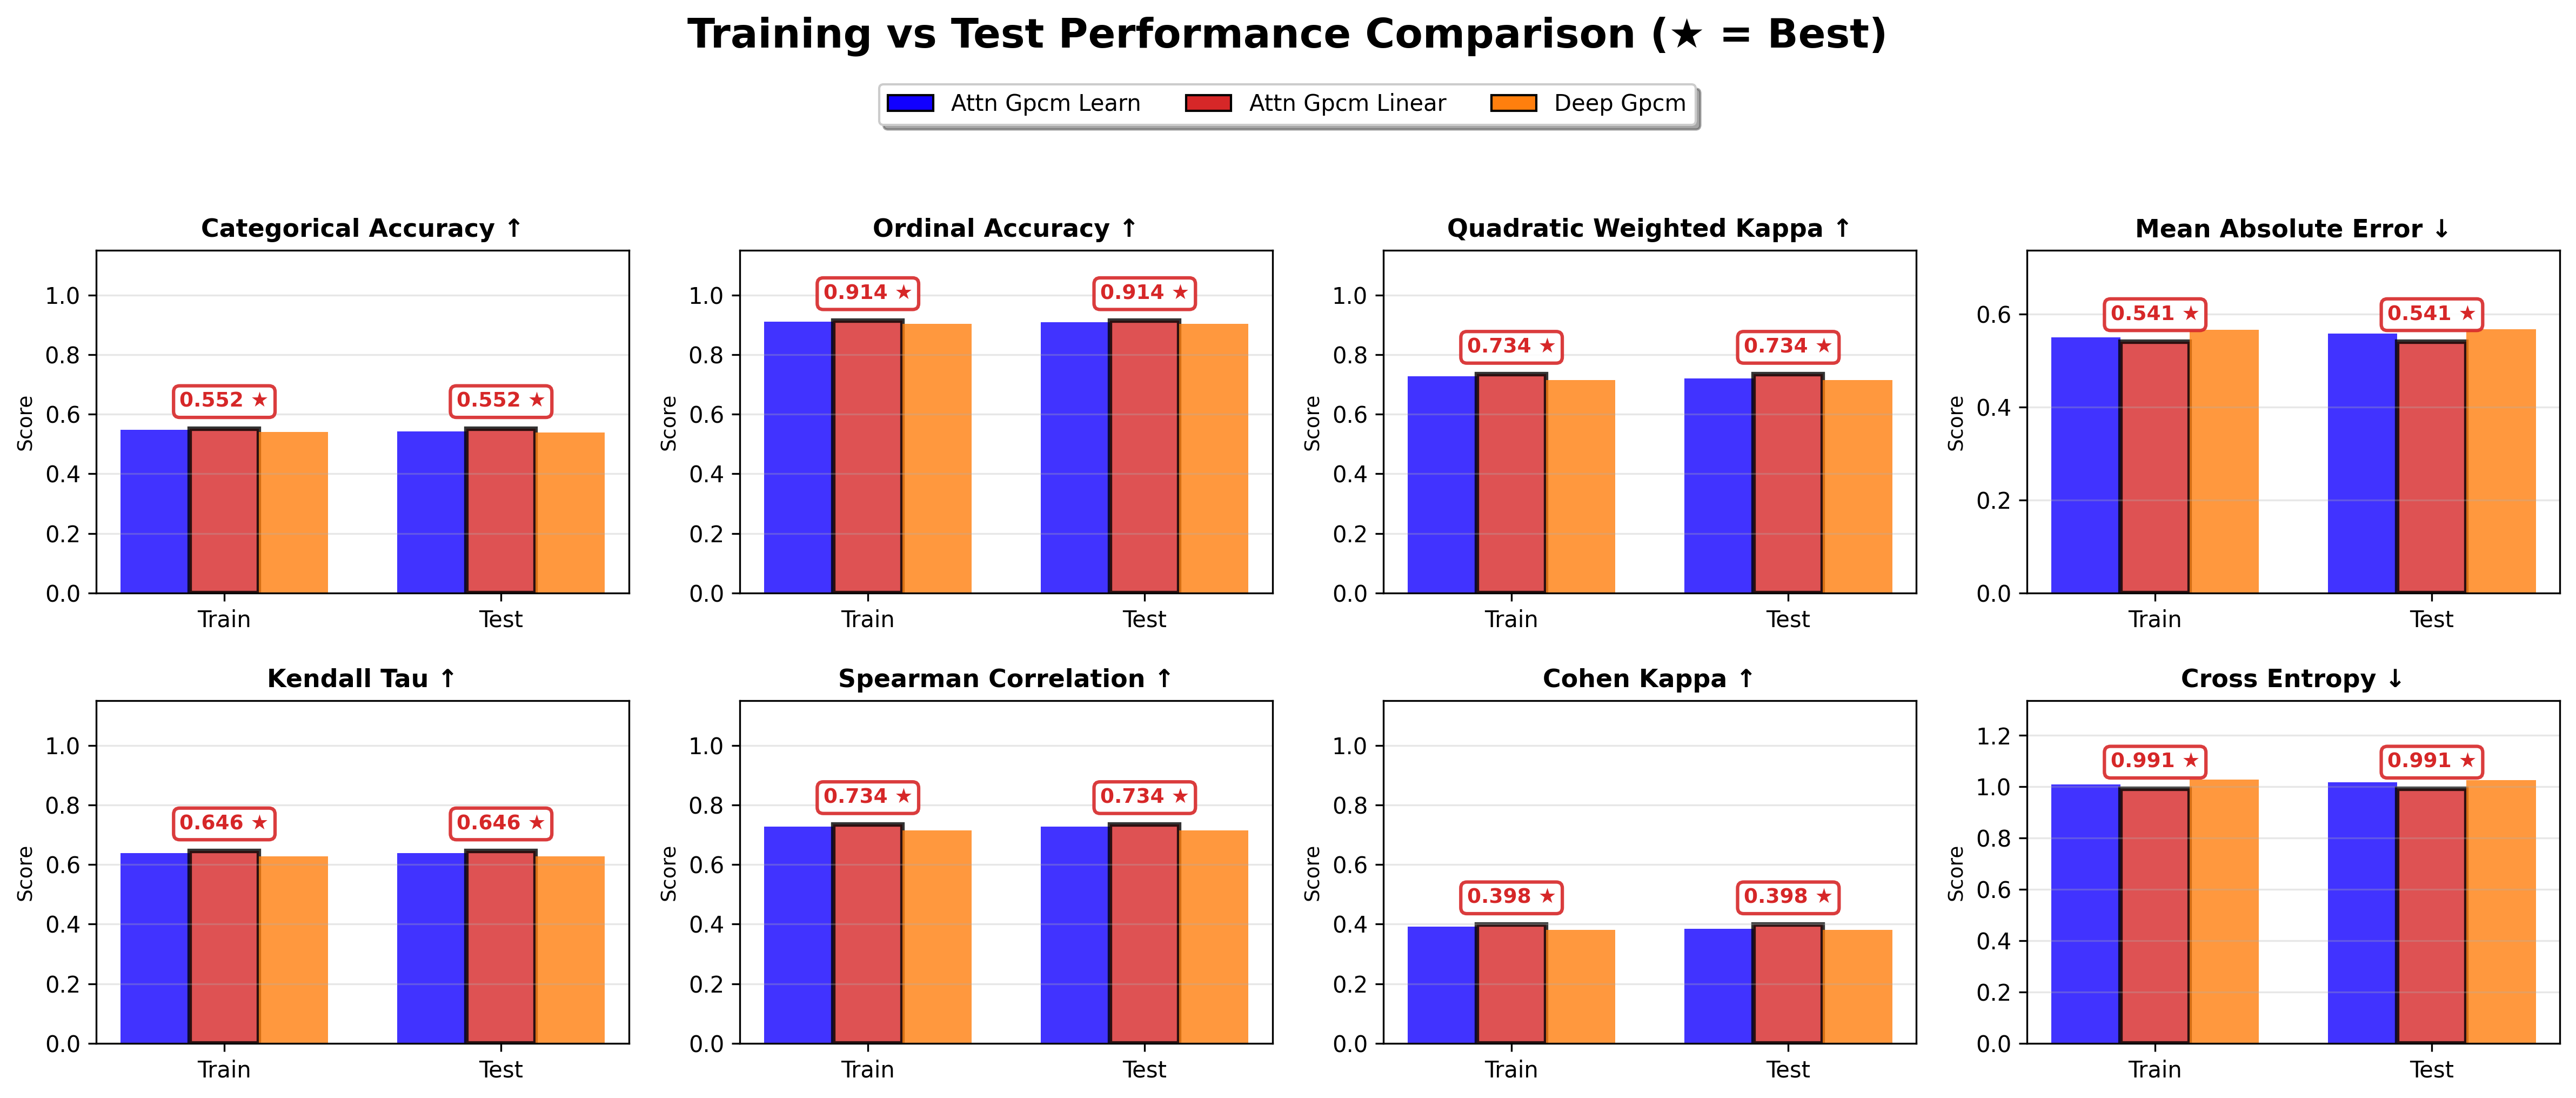 Training vs Test Performance Comparison (★ = Best)
Attn Gpcm Learn Attn Gpcm Linear Deep Gpcm
Categorical Accuracy ↑
Score
1.0
0.8
0.6
0.4
0.2
0.0
0.552 ★ 0.552 ★
Train Test
Ordinal Accuracy ↑
Score
1.0
0.8
0.6
0.4
0.2
0.0
0.914 ★ 0.914 ★
Train Test
Quadratic Weighted Kappa ↑
Score
1.0
0.8
0.6
0.4
0.2
0.0
0.734 ★ 0.734 ★
Train Test
Mean Absolute Error ↓
Score
0.6
0.4
0.2
0.0
0.541 ★ 0.541 ★
Train Test
Kendall Tau ↑
Score
1.0
0.8
0.6
0.4
0.2
0.0
0.646 ★ 0.646 ★
Train Test
Spearman Correlation ↑
Score
1.0
0.8
0.6
0.4
0.2
0.0
0.734 ★ 0.734 ★
Train Test
Cohen Kappa ↑
Score
1.0
0.8
0.6
0.4
0.2
0.0
0.398 ★ 0.398 ★
Train Test
Cross Entropy ↓
Score
1.2
1.0
0.8
0.6
0.4
0.2
0.0
0.991 ★ 0.991 ★
Train Test